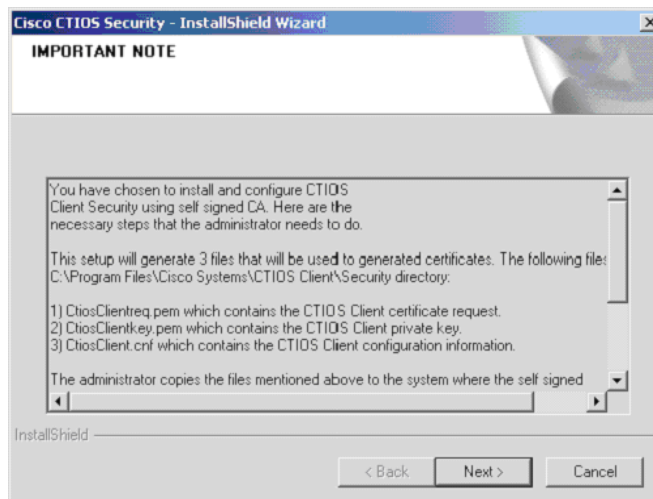 Cisco CTIOS Security - InstallShield Wizard
IMPORTANT NOTE
You have chosen to install and configure CTIOS
Client Security using self signed CA. Here are the
necessary steps that the administrator needs to do.
This setup will generate 3 files that will be used to generated certificates. The following files
C:\Program Files\Cisco Systems\CTIOS Client\Security directory:
1) CtiosClientreq.pem which contains the CTIOS Client certificate request.
2) CtiosClientkey.pem which contains the CTIOS Client private key.
3) CtiosClient.cnf which contains the CTIOS Client configuration information.
The administrator copies the files mentioned above to the system where the self signed
InstallShield
< Back
Next >
Cancel